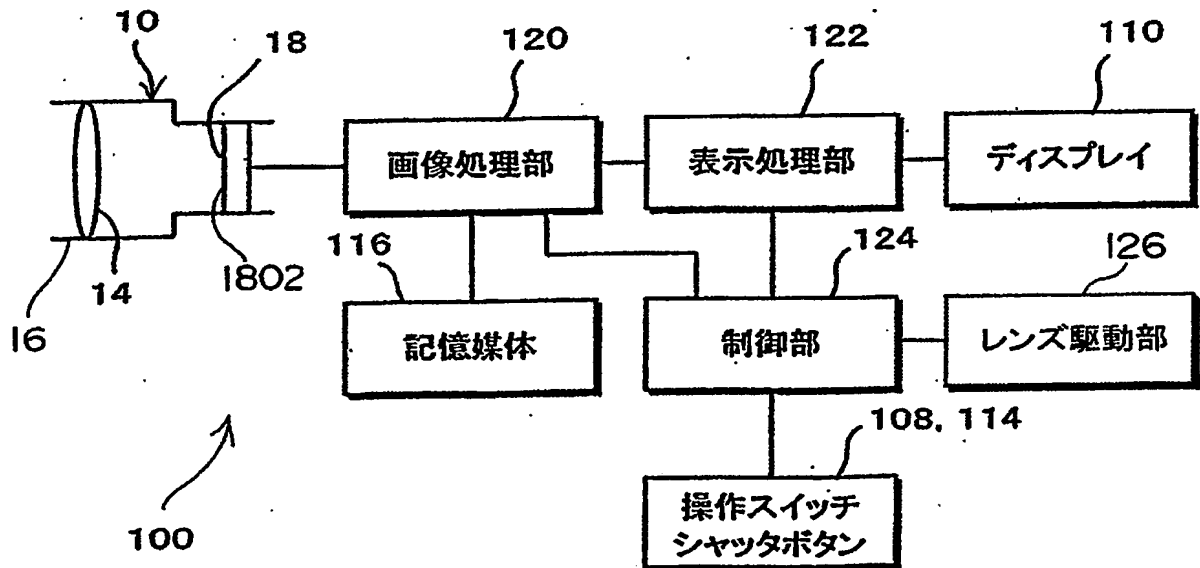 10
18
120
122
110
画像処理部
表示処理部
ディスプレイ
16
14
1802
116
124
126
記憶媒体
制御部
レンズ駆動部
100
108, 114
操作スイッチ
シャッタボタン